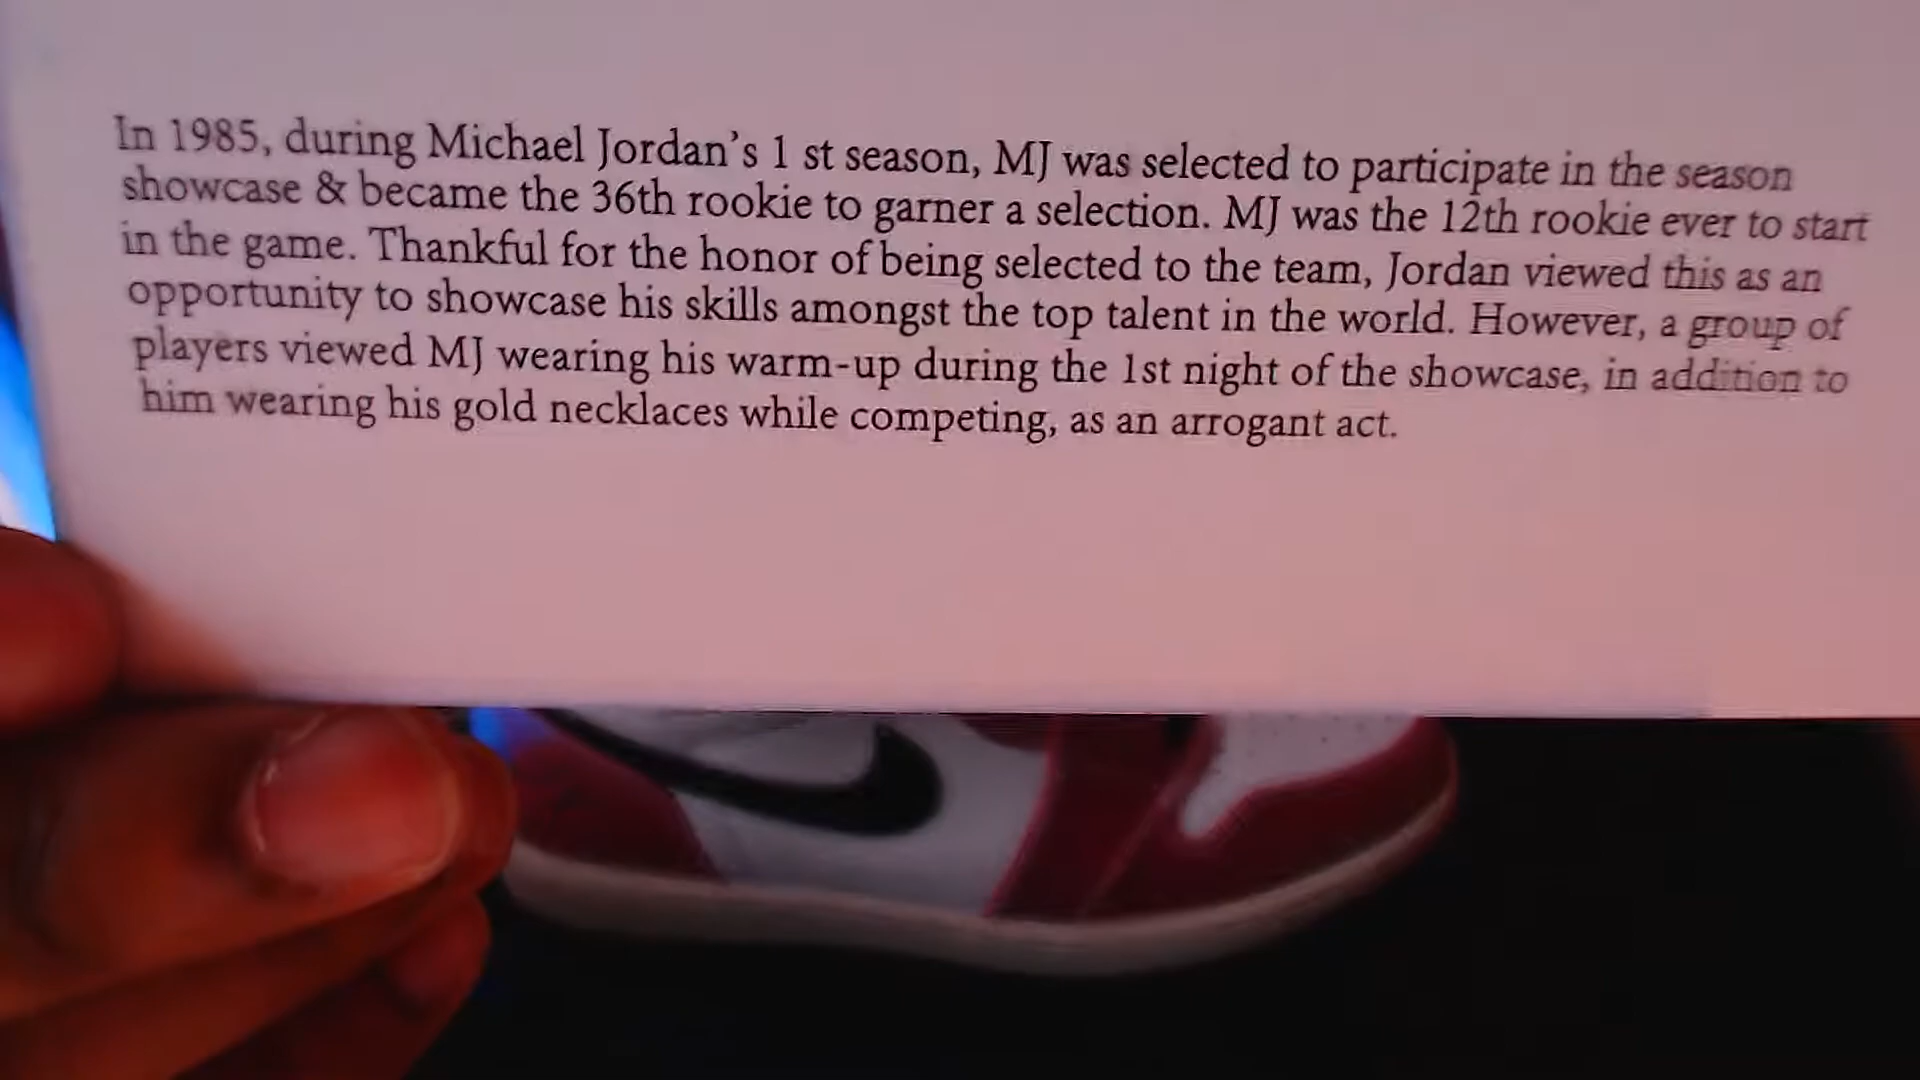 In 1985, during Michael Jordan's 1 st season, MJ was selected to participate in the season
showcase & became the 36th rookie to garner a selection. MJ was the 12th rookie ever to start
in the game. Thankful for the honor of being selected to the team, Jordan viewed this as an
opportunity to showcase his skills amongst the top talent in the world. However, a group of
players viewed MJ wearing his warm-up during the 1st night of the showcase, in addition to
him wearing his gold necklaces while competing, as an arrogant act.